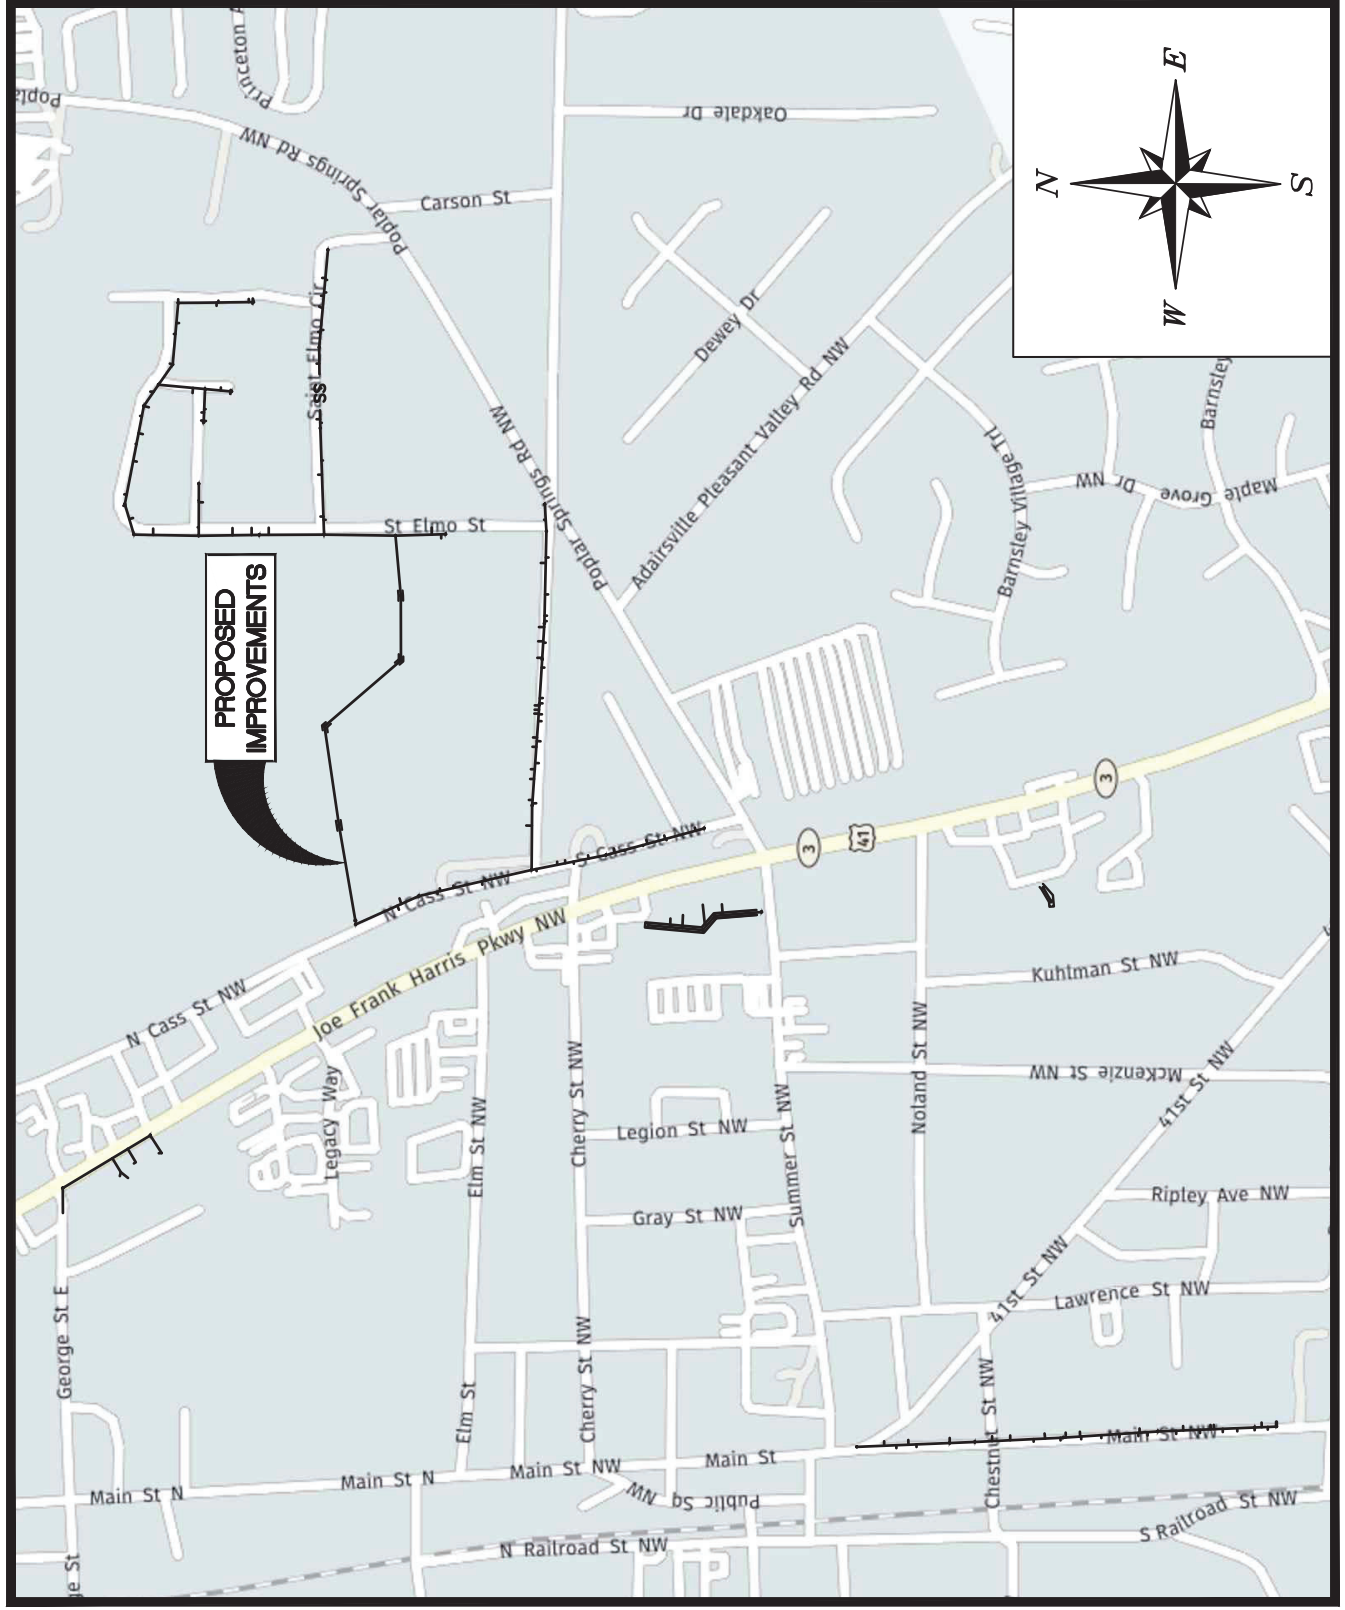 Princeton A
Poplar
Poplar Springs Rd NW
Oakdale Dr
Carson St
N
E
S
W
Saint Elmo Cir
SS
Dewey Dr
Poplar Springs Rd NW
Adairsville Pleasant Valley Rd NW
Barnsley
Barnsley Village Trl
Maple Grove Dr NW
St Elmo St
PROPOSED
IMPROVEMENTS
3
41
3
S Cass St NW
N Cass St NW
N Cass St NW
Joe Frank Harris Pkwy NW
Legacy Way
Elm St NW
Cherry St NW
Legion St NW
Gray St NW
Summer St NW
Noland St NW
Kuhlman St NW
McKenzie St NW
41st St NW
41st St NW
Ripley Ave NW
Lawrence St NW
George St E
Elm St
Cherry St NW
Chestnut St NW
Main St N
Main St N
Main St NW
Main St
Main St NW
Public Sq NW
ge St
N Railroad St NW
S Railroad St NW